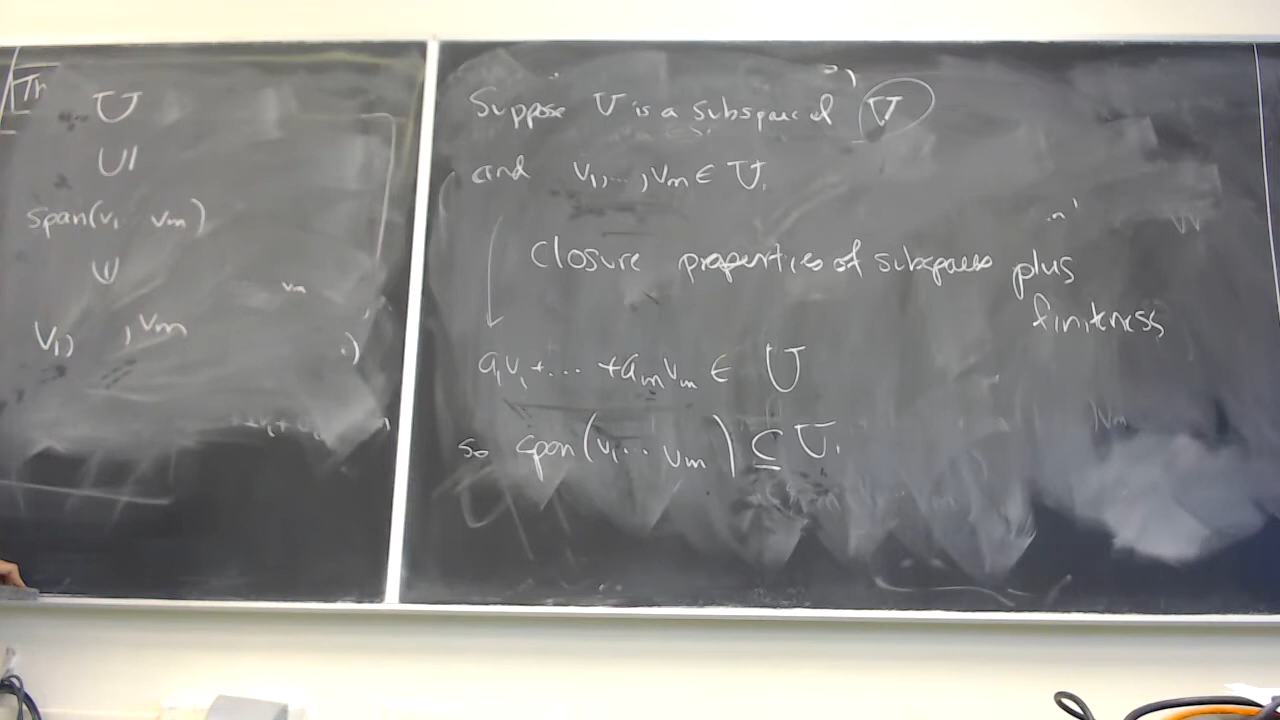 Th
U
UI
span(v₁ vₘ)
ψ
V₁, , vₘ
vₘ
Suppose U is a subspace of V
and v₁, ..., vₘ ∈ U.
Closure properties of subspaces plus
finiteness
a₁v₁ + ... + aₘvₘ ∈ U
so span(v₁ ... vₘ) ⊆ U.